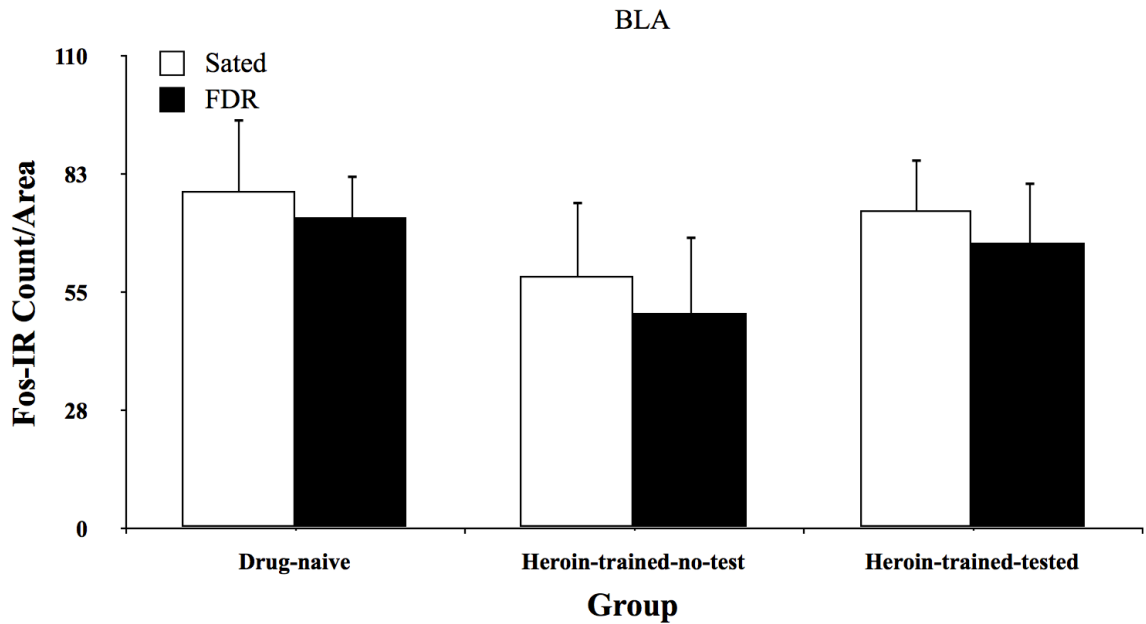 BLA
110
Sated
FDR
83
55
28
0
Fos-IR Count/Area
Drug-naive
Heroin-trained-no-test
Heroin-trained-tested
Group